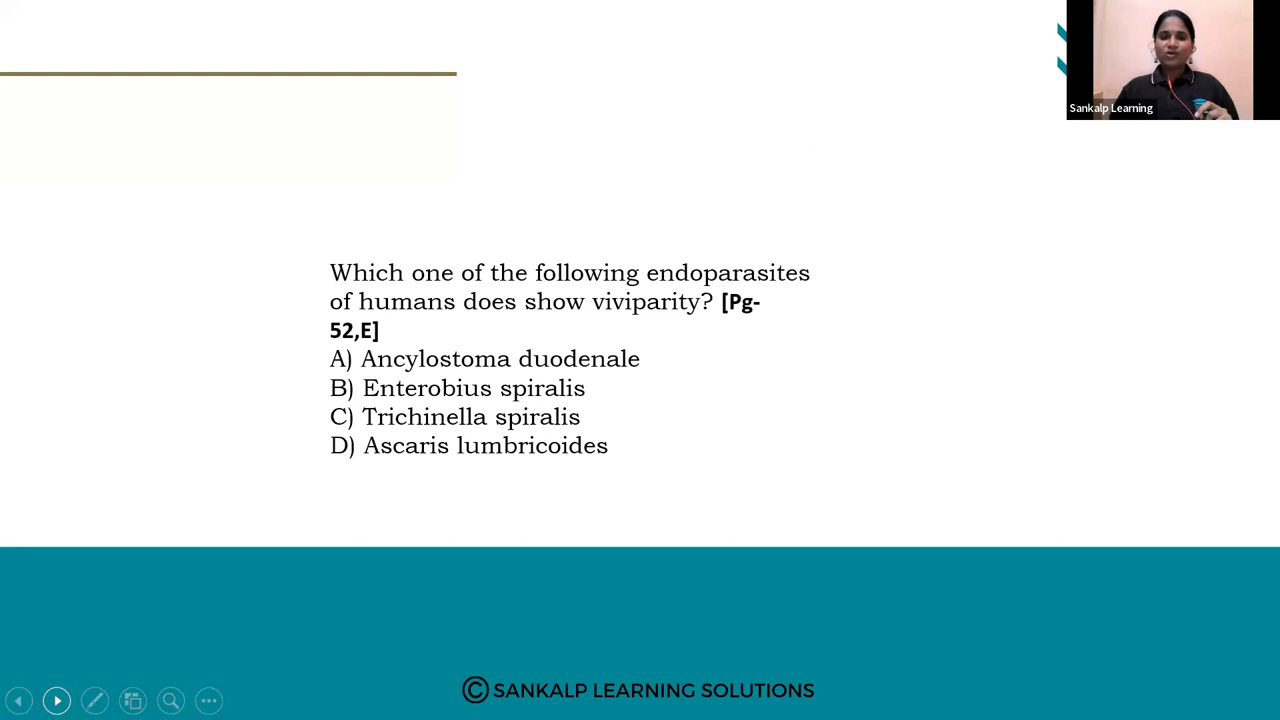 Sankalp Learning
Which one of the following endoparasites
of humans does show viviparity? [Pg-
52,E]
A) Ancylostoma duodenale
B) Enterobius spiralis
C) Trichinella spiralis
D) Ascaris lumbricoides
© SANKALP LEARNING SOLUTIONS